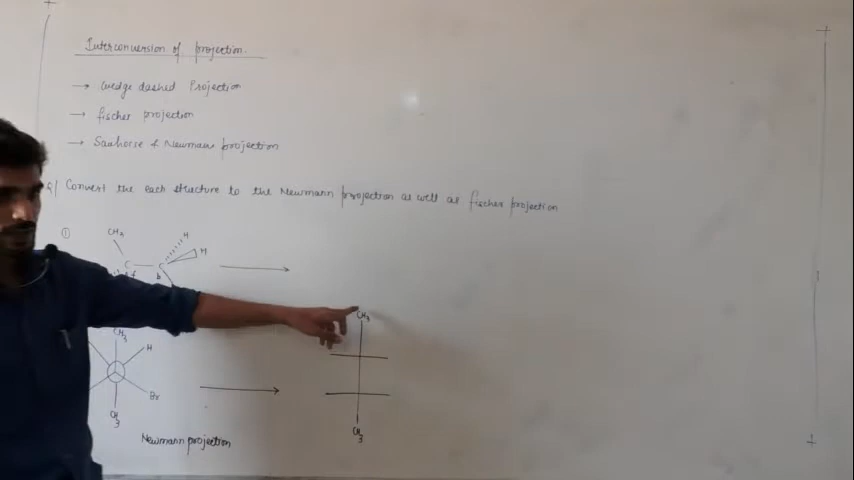 Interconversion of projection.
→ Wedge dashed Projection
→ fischer projection
→ Sawhorse & Newmann projection
Q/ Convert the each structure to the Newmann projection as well as fischer projection
①
CH3 H
C C H
CH3
CH3
H
Br
CH3
CH3
Newmann projection